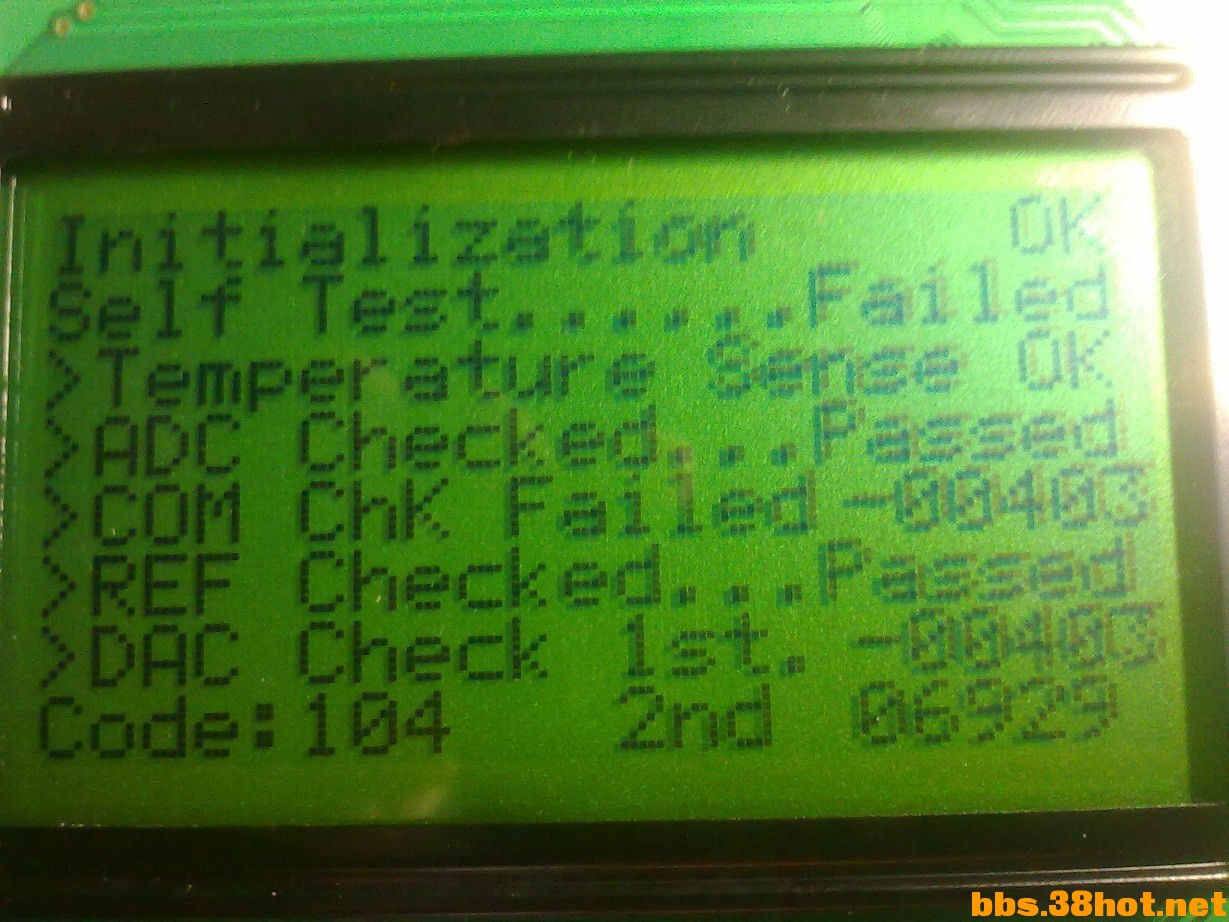 Initialization OK
Self Test......Failed
>Temperature Sense OK
>ADC Checked...Passed
>COM ChK Failed-00403
>REF Checked...Passed
>DAC Check 1st. -00403
Code:104 2nd 06929
bbs.38hot.net